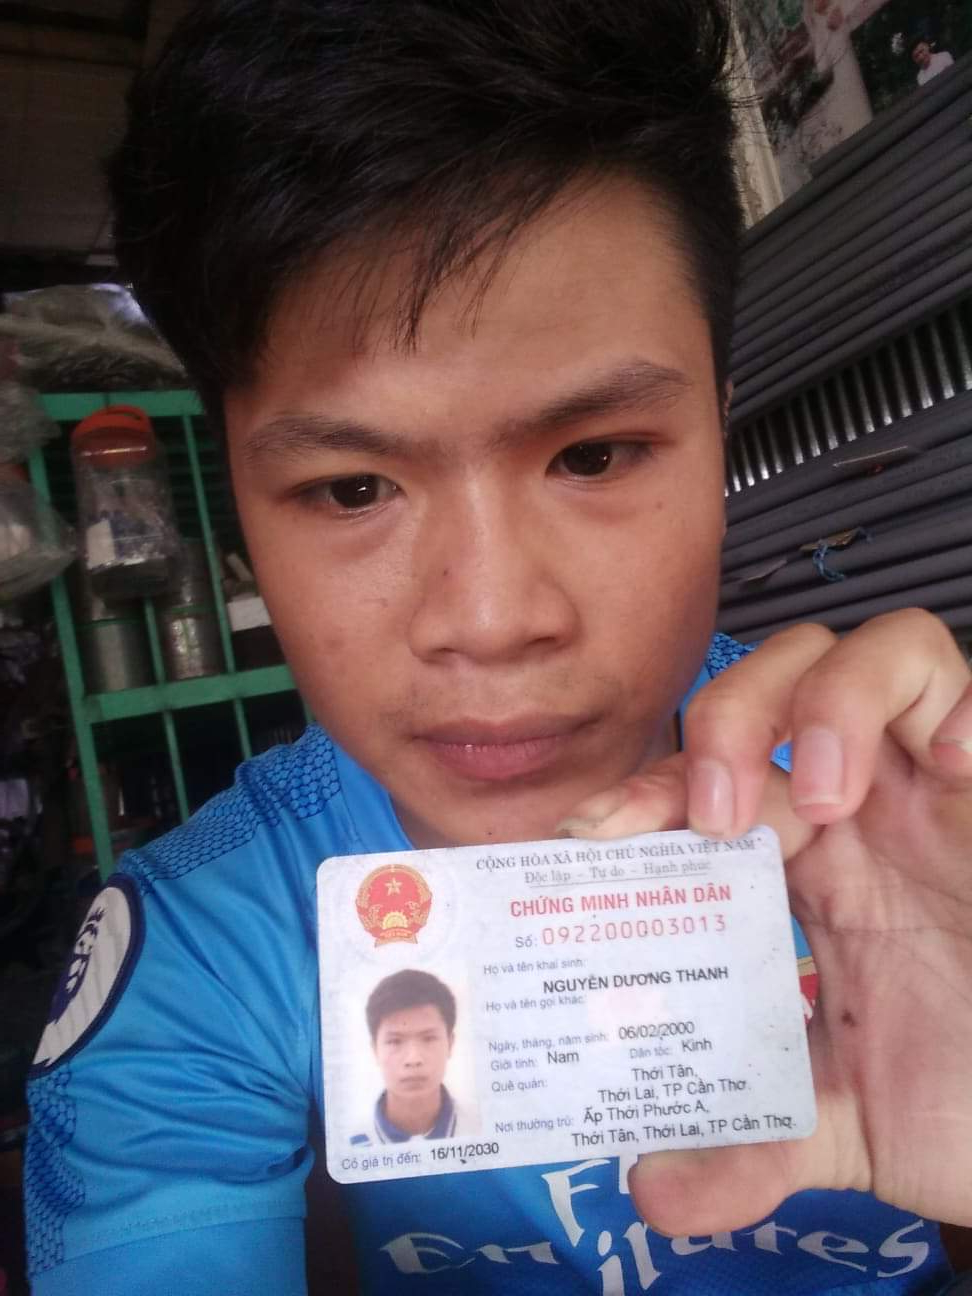 CỘNG HÒA XÃ HỘI CHỦ NGHĨA VIỆT NAM
Độc lập - Tự do - Hạnh phúc
CHỨNG MINH NHÂN DÂN
Số: 092200003013
Họ và tên khai sinh:
NGUYỄN DƯƠNG THANH
Họ và tên gọi khác:
Ngày, tháng, năm sinh: 06/02/2000
Giới tính: Nam Dân tộc: Kinh
Quê quán: Thới Tân,
Thới Lai, TP Cần Thơ.
Nơi thường trú: Ấp Thới Phước A,
Thới Tân, Thới Lai, TP Cần Thơ.
Có giá trị đến: 16/11/2030
Emirates